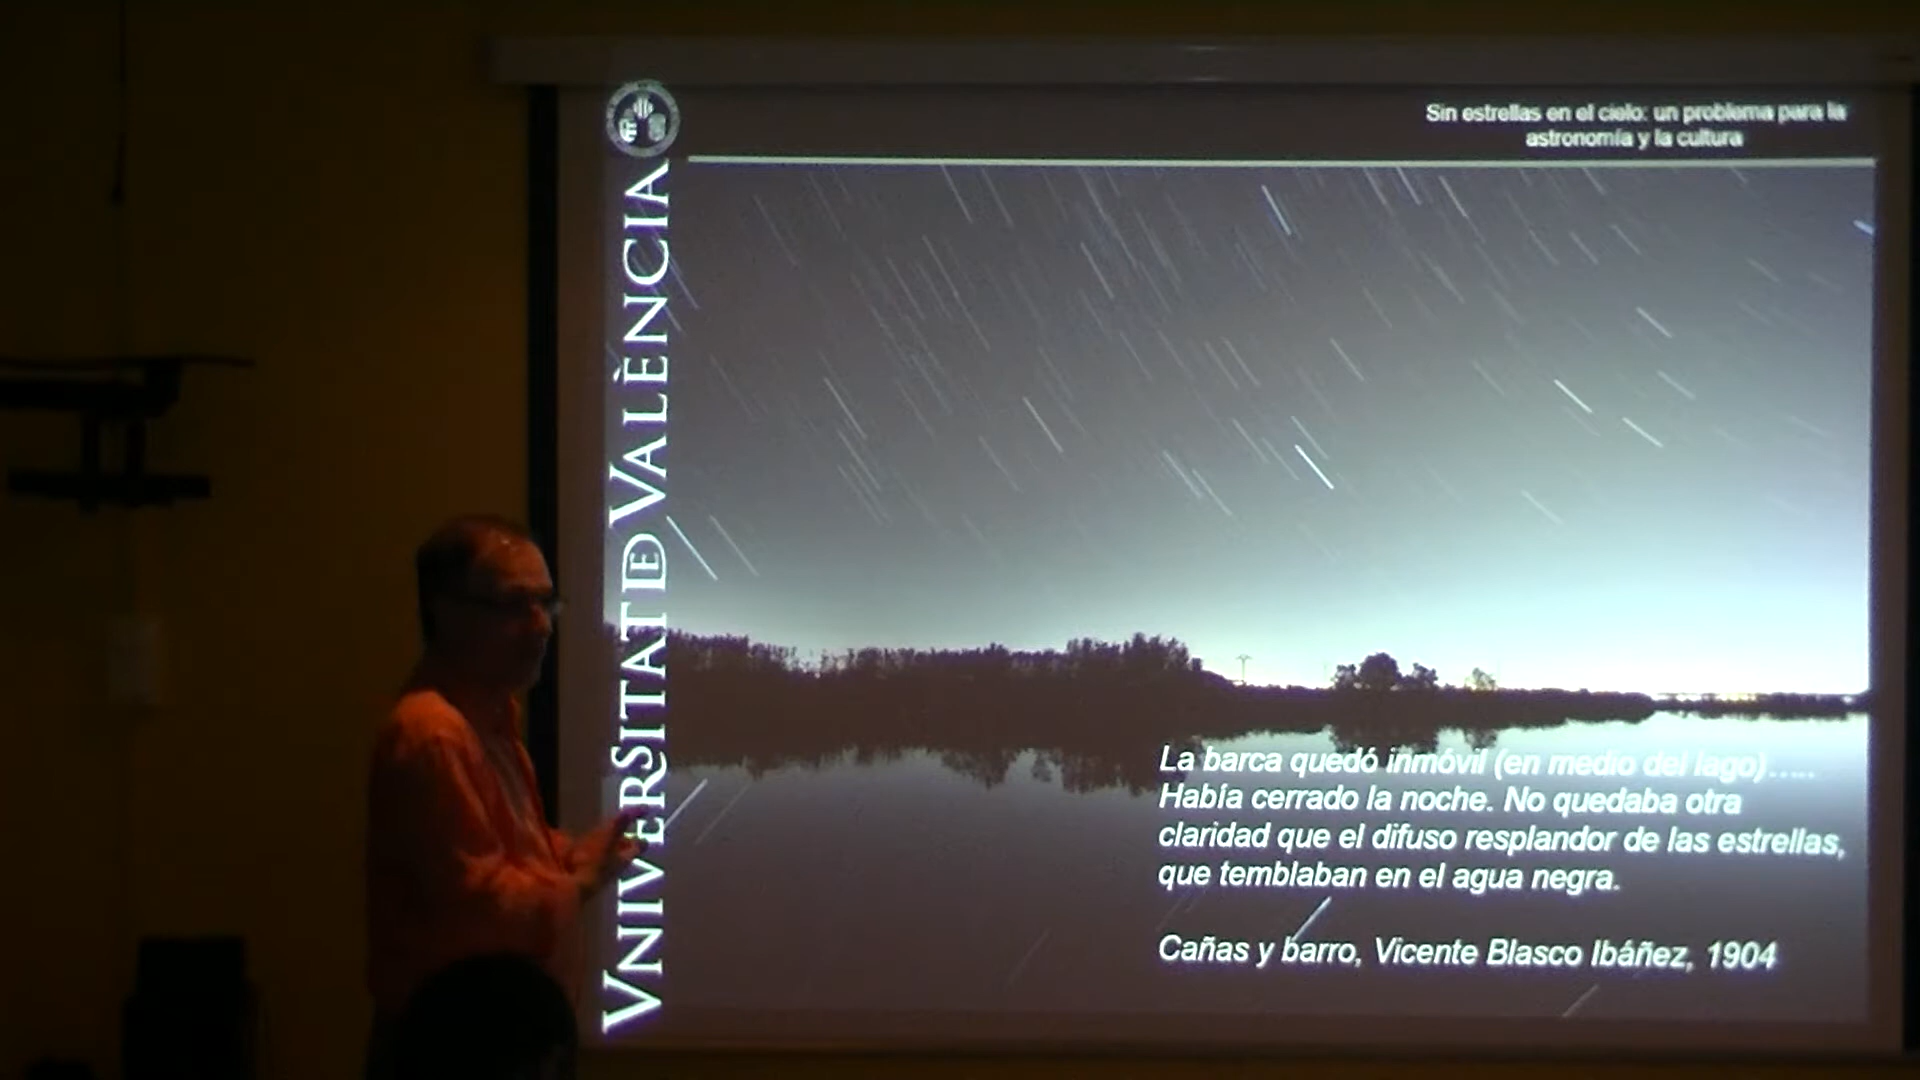 Sin estrellas en el cielo: un problema para la
astronomía y la cultura
VNIVERSITATĐ VALÈNCIA
La barca quedó inmóvil (en medio del lago).....
Había cerrado la noche. No quedaba otra
claridad que el difuso resplandor de las estrellas,
que temblaban en el agua negra.
Cañas y barro, Vicente Blasco Ibáñez, 1904